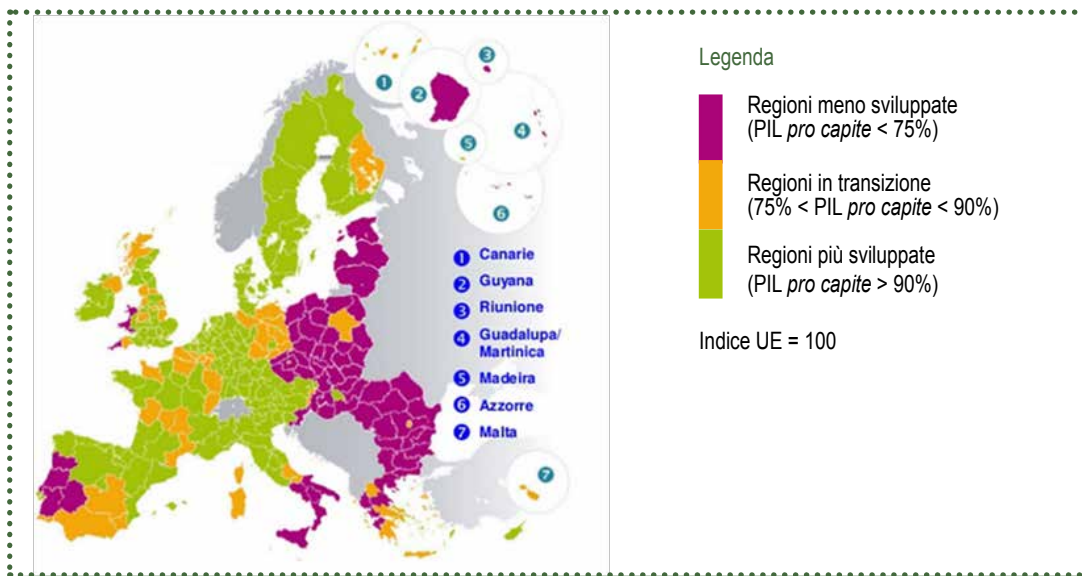 1
2
3
4
5
6
7
1 Canarie
2 Guyana
3 Riunione
4 Guadalupa/
Martinica
5 Madeira
6 Azzorre
7 Malta
Legenda
Regioni meno sviluppate
(PIL pro capite < 75%)
Regioni in transizione
(75% < PIL pro capite < 90%)
Regioni più sviluppate
(PIL pro capite > 90%)
Indice UE = 100